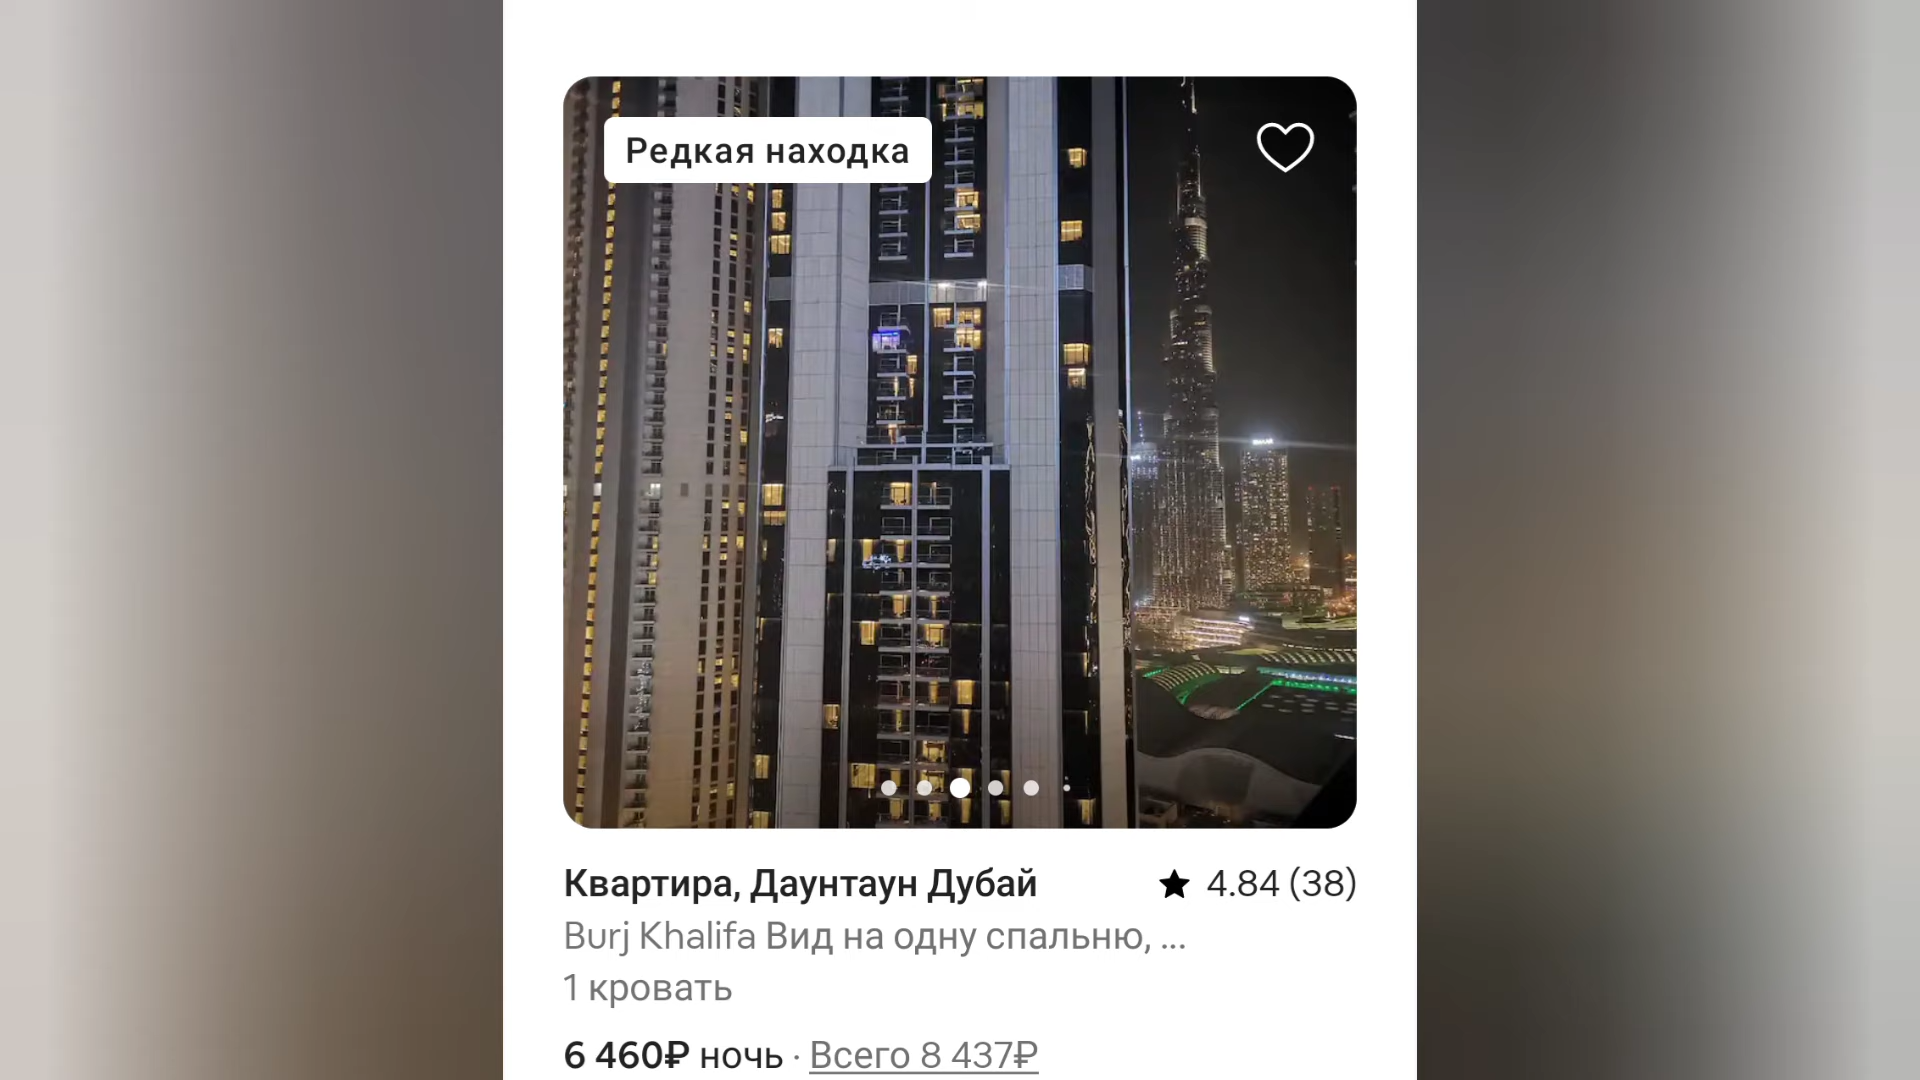 Редкая находка
Квартира, Даунтаун Дубай ★ 4.84 (38)
Burj Khalifa Вид на одну спальню, ...
1 кровать
6 460₽ ночь · Всего 8 437₽